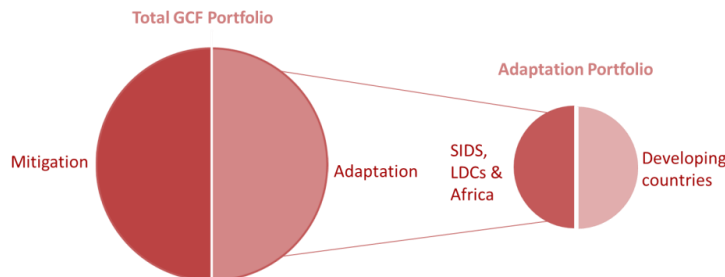 Total GCF Portfolio
Adaptation Portfolio
Mitigation
Adaptation
SIDS,
LDCs &
Africa
Developing
countries